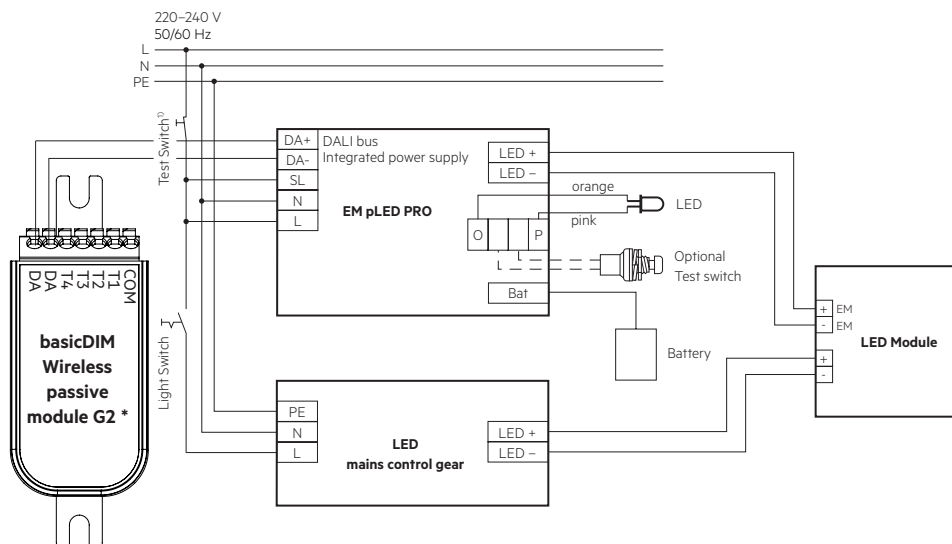 220–240 V
50/60 Hz
L
N
PE
Test Switch¹⁾
DA+
DA-
SL
N
L
DALI bus
Integrated power supply
EM pLED PRO
LED +
LED –
orange
pink
LED
O
P
Optional
Test switch
Bat
Battery
COM
T1
T2
T3
T4
DA
DA
basicDIM
Wireless
passive
module G2 *
Light Switch
PE
N
L
LED
mains control gear
LED +
LED –
+ EM
- EM
+
-
LED Module